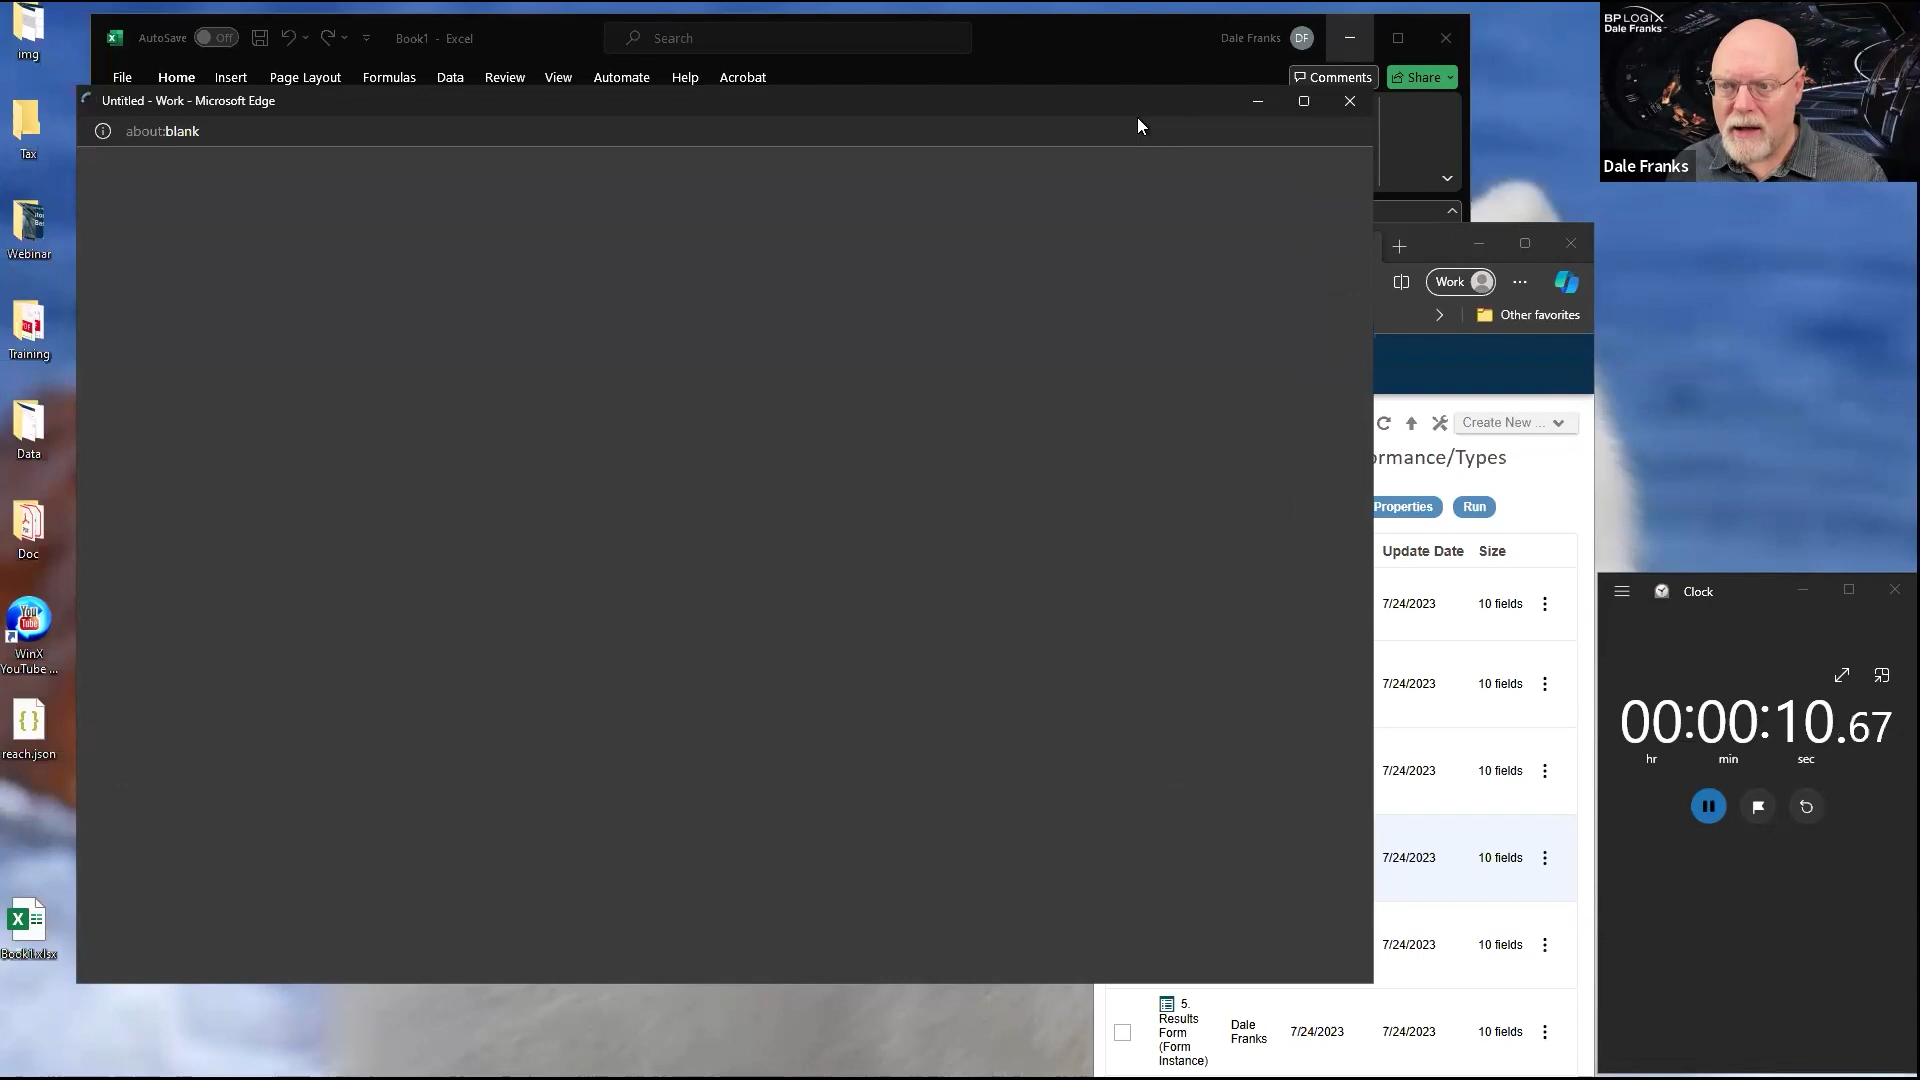 img
Tax
Webinar
Training
Data
Doc
You
Tube
WinX
YouTube ...
reach.json
Book1.xlsx
AutoSave Off
Book1 - Excel
Search
Dale Franks DF
File Home Insert Page Layout Formulas Data Review View Automate Help Acrobat
Comments
Share
Untitled - Work - Microsoft Edge
about:blank
Work
Other favorites
Create New ...
ormance/Types
Properties
Run
Update Date Size
7/24/2023 10 fields
7/24/2023 10 fields
7/24/2023 10 fields
7/24/2023 10 fields
7/24/2023 10 fields
5.
Results
Form
(Form
Instance)
Dale
Franks
7/24/2023 7/24/2023 10 fields
BP LOGIX
Dale Franks
Dale Franks
Clock
00:00:10.67
hr min sec